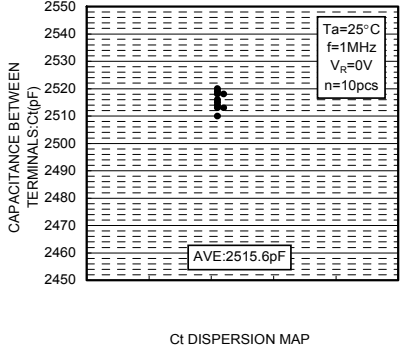 CAPACITANCE BETWEEN
TERMINALS:Ct(pF)
2550
2540
2530
2520
2510
2500
2490
2480
2470
2460
2450
Ta=25°C
f=1MHz
VR=0V
n=10pcs
AVE:2515.6pF
Ct DISPERSION MAP